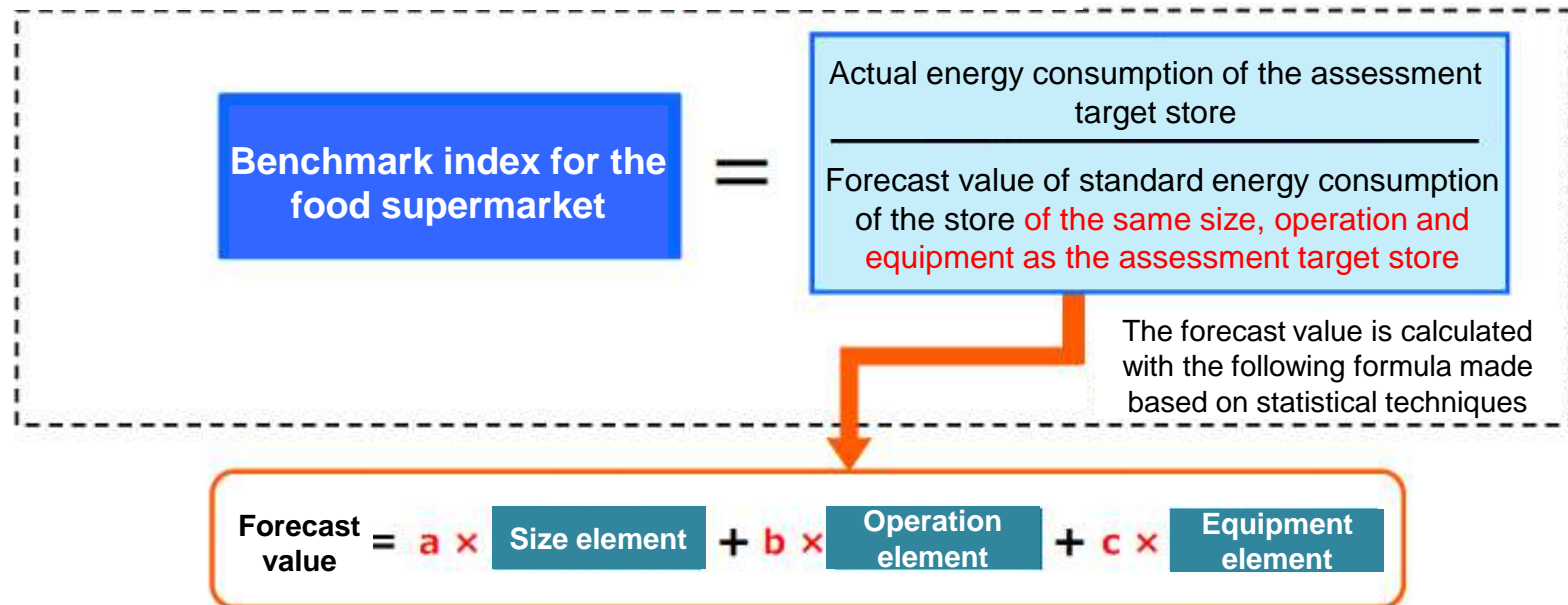 Actual energy consumption of the assessment
target store
Benchmark index for the
food supermarket
=
Forecast value of standard energy consumption
of the store of the same size, operation and
equipment as the assessment target store
The forecast value is calculated
with the following formula made
based on statistical techniques
Forecast
value
= a × Size element + b × Operation
element + c × Equipment
element